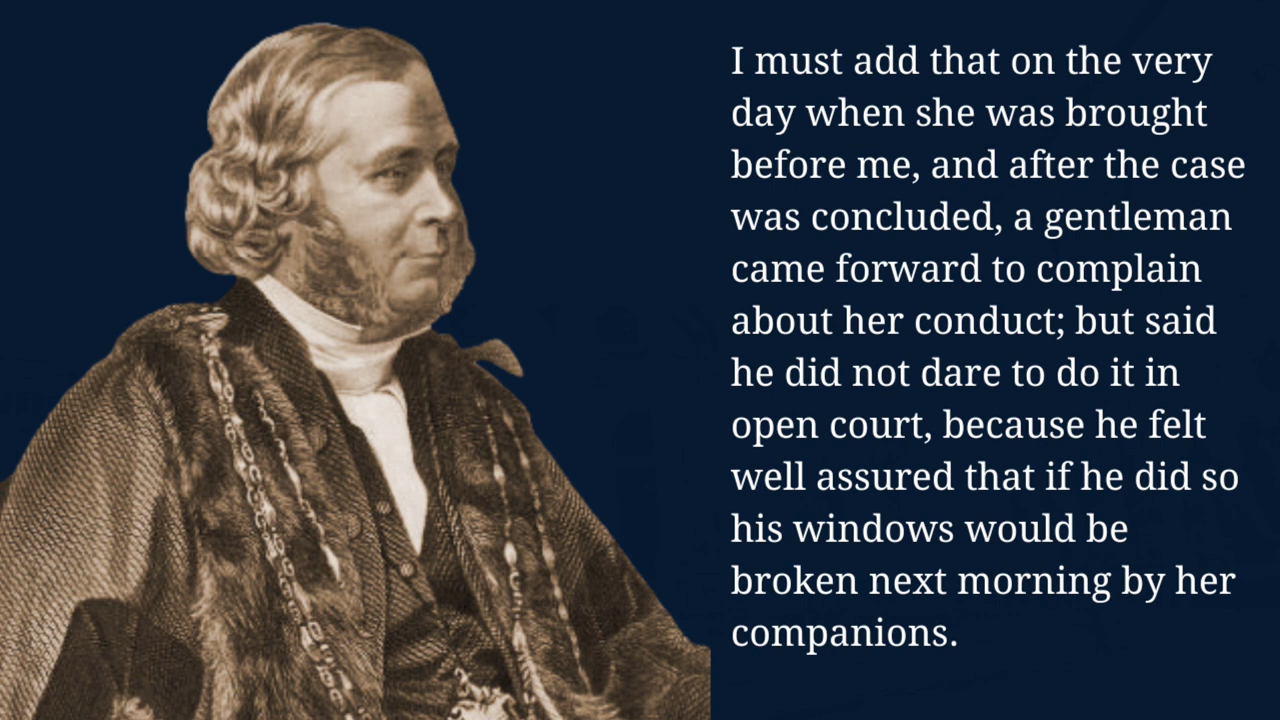 I must add that on the very
day when she was brought
before me, and after the case
was concluded, a gentleman
came forward to complain
about her conduct; but said
he did not dare to do it in
open court, because he felt
well assured that if he did so
his windows would be
broken next morning by her
companions.